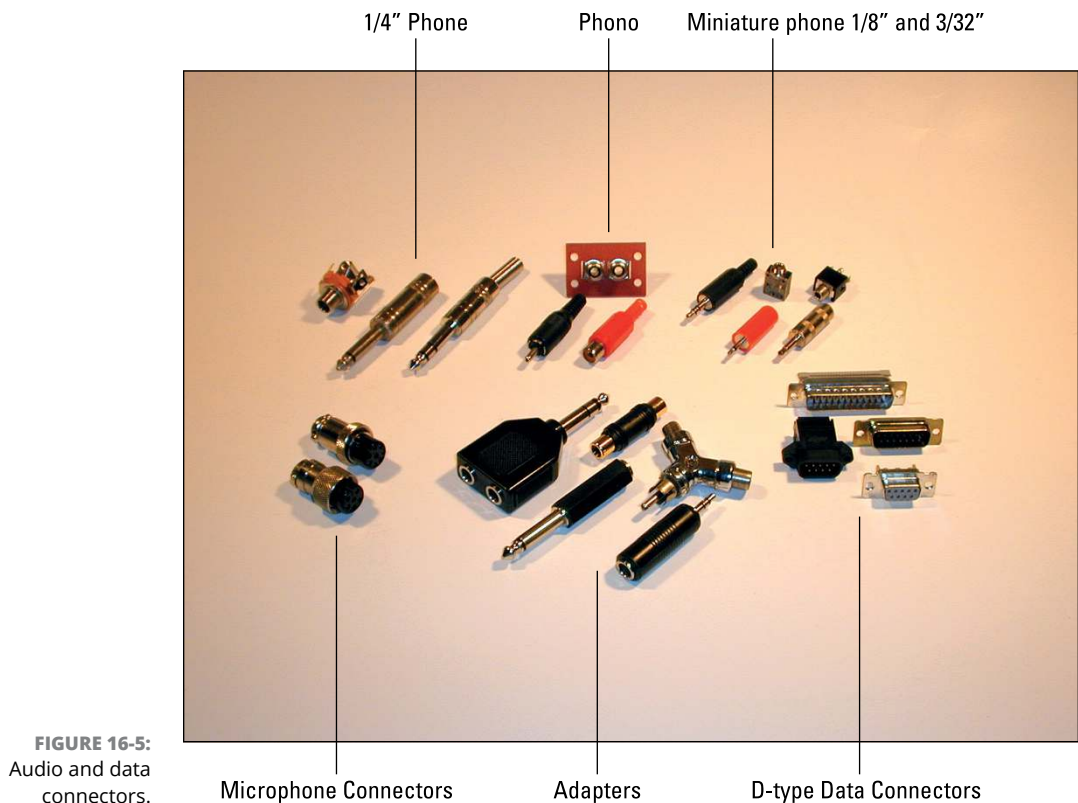 1/4” Phone
Phono
Miniature phone 1/8” and 3/32”
FIGURE 16-5:
Audio and data
connectors.
Microphone Connectors
Adapters
D-type Data Connectors